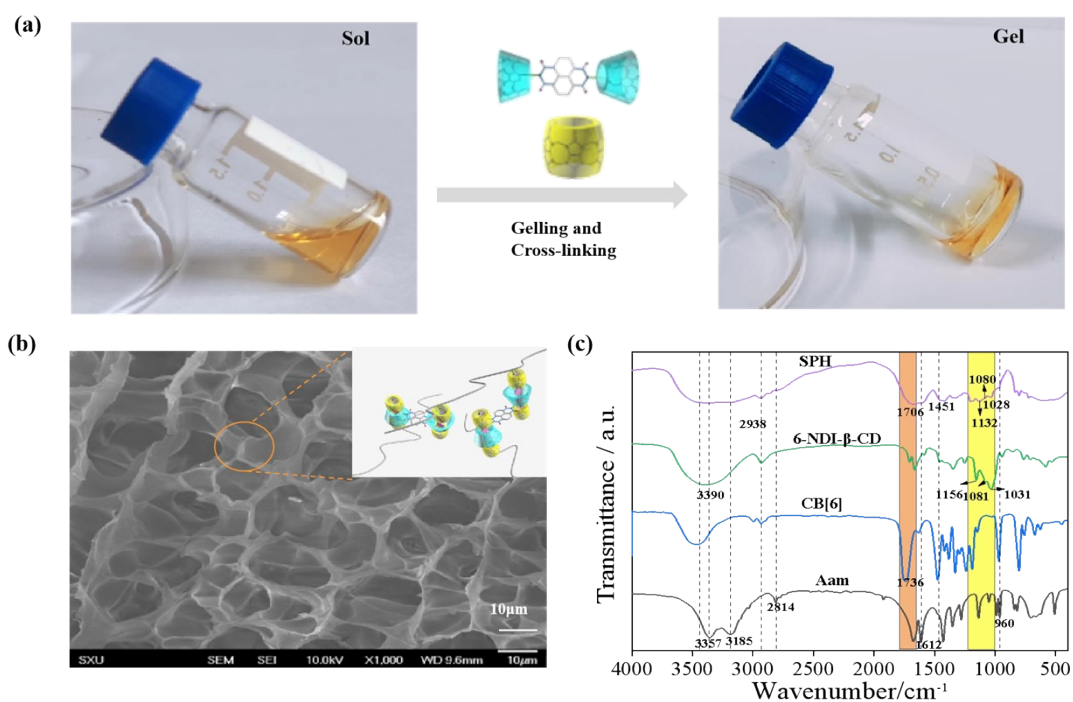 (a)
Sol
Gel
1.5
1.0
1.5
1.0
0.5
Gelling and
Cross-linking
(b)
10μm
SXU SEM SEI 10.0kV X1,000 WD 9.6mm 10μm
(c)
SPH
1706
1451
1080
1028
1132
2938
6-NDI-β-CD
3390
1156
1081
1031
CB[6]
1736
Aam
2814
3357
3185
1612
960
Transmittance / a.u.
4000 3500 3000 2500 2000 1500 1000 500
Wavenumber/cm⁻¹